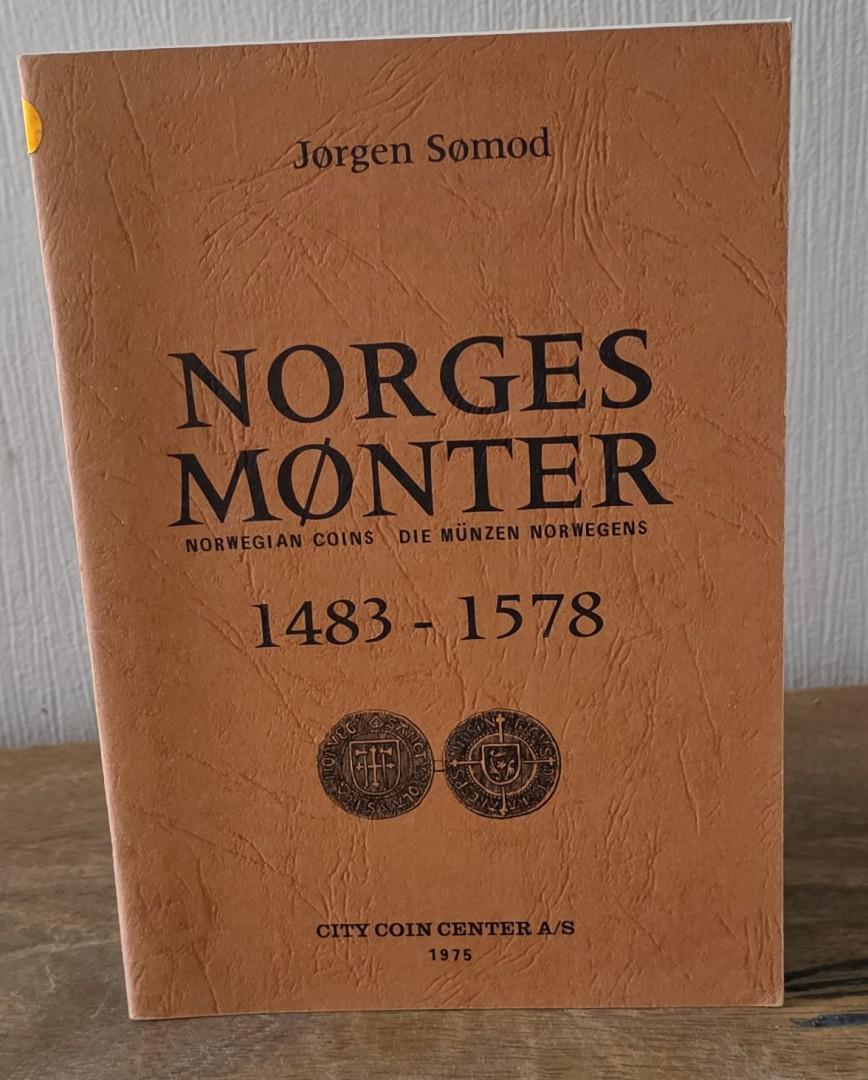 Jørgen Sømod
NORGES
MØNTER
NORWEGIAN COINS DIE MÜNZEN NORWEGENS
1483 - 1578
CITY COIN CENTER A/S
1975